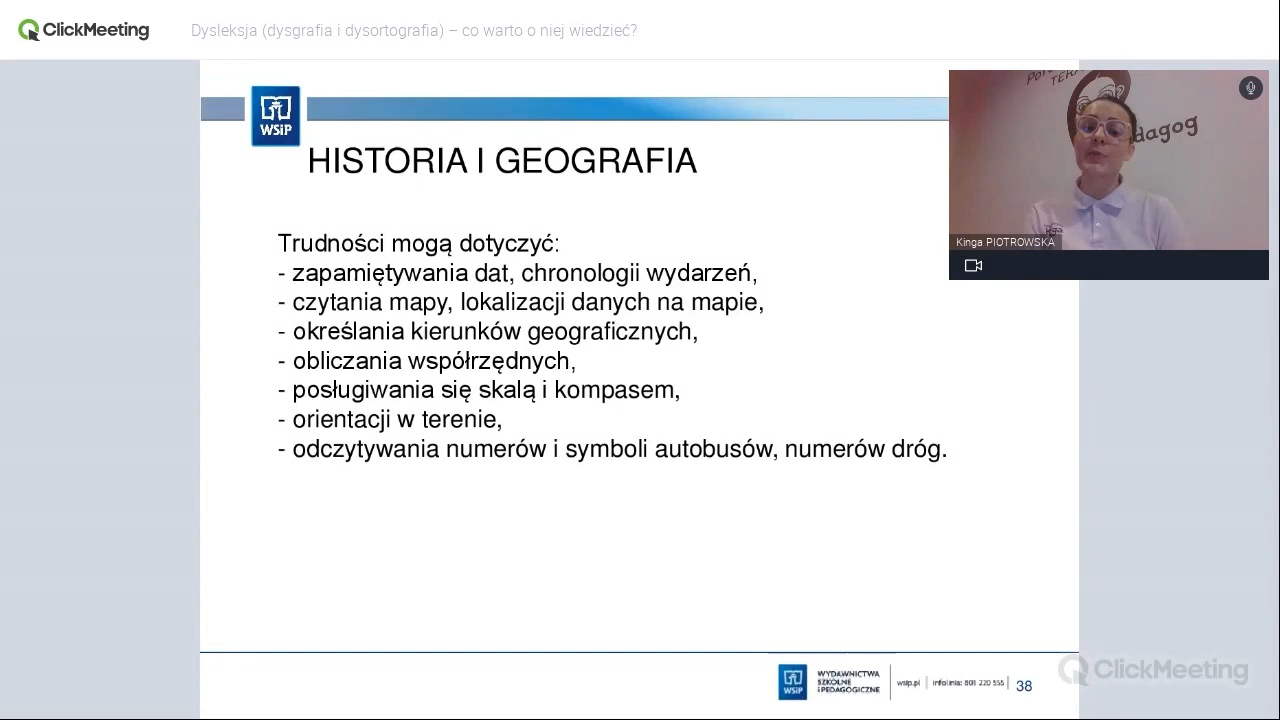 ClickMeeting
Dysleksja (dysgrafia i dysortografia) – co warto o niej wiedzieć?
WSiP
HISTORIA I GEOGRAFIA
Trudności mogą dotyczyć:
- zapamiętywania dat, chronologii wydarzeń,
- czytania mapy, lokalizacji danych na mapie,
- określania kierunków geograficznych,
- obliczania współrzędnych,
- posługiwania się skalą i kompasem,
- orientacji w terenie,
- odczytywania numerów i symboli autobusów, numerów dróg.
dagog
Kinga PIOTROWSKA
WSiP
WYDAWNICTWA
SZKOLNE
I PEDAGOGICZNE
wsip.pl | infolinia: 801 220 555 | 38
ClickMeeting